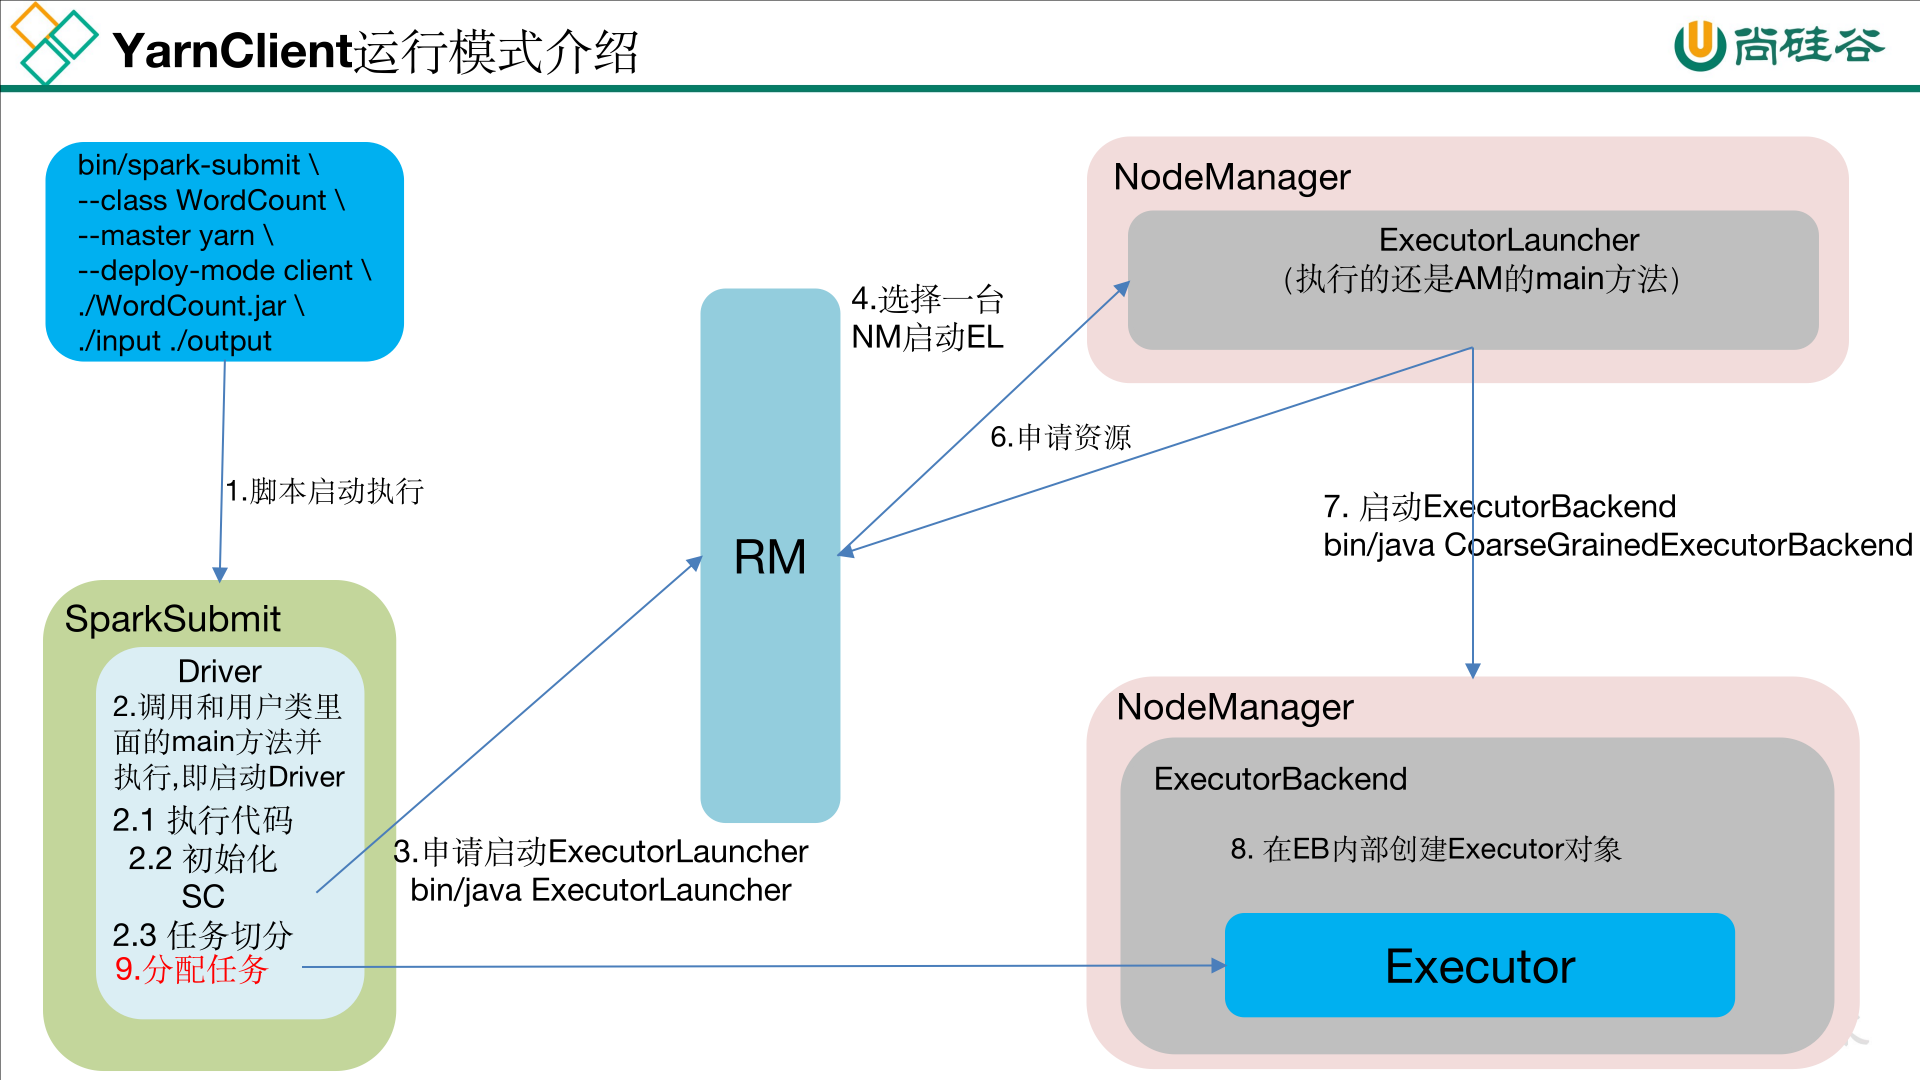 YarnClient运行模式介绍
尚硅谷
bin/spark-submit \
--class WordCount \
--master yarn \
--deploy-mode client \
./WordCount.jar \
./input ./output
1.脚本启动执行
SparkSubmit
Driver
2.调用和用户类里
面的main方法并
执行,即启动Driver
2.1 执行代码
2.2 初始化
SC
2.3 任务切分
9.分配任务
3.申请启动ExecutorLauncher
bin/java ExecutorLauncher
RM
4.选择一台
NM启动EL
NodeManager
ExecutorLauncher
(执行的还是AM的main方法)
6.申请资源
7. 启动ExecutorBackend
bin/java CoarseGrainedExecutorBackend
NodeManager
ExecutorBackend
8. 在EB内部创建Executor对象
Executor